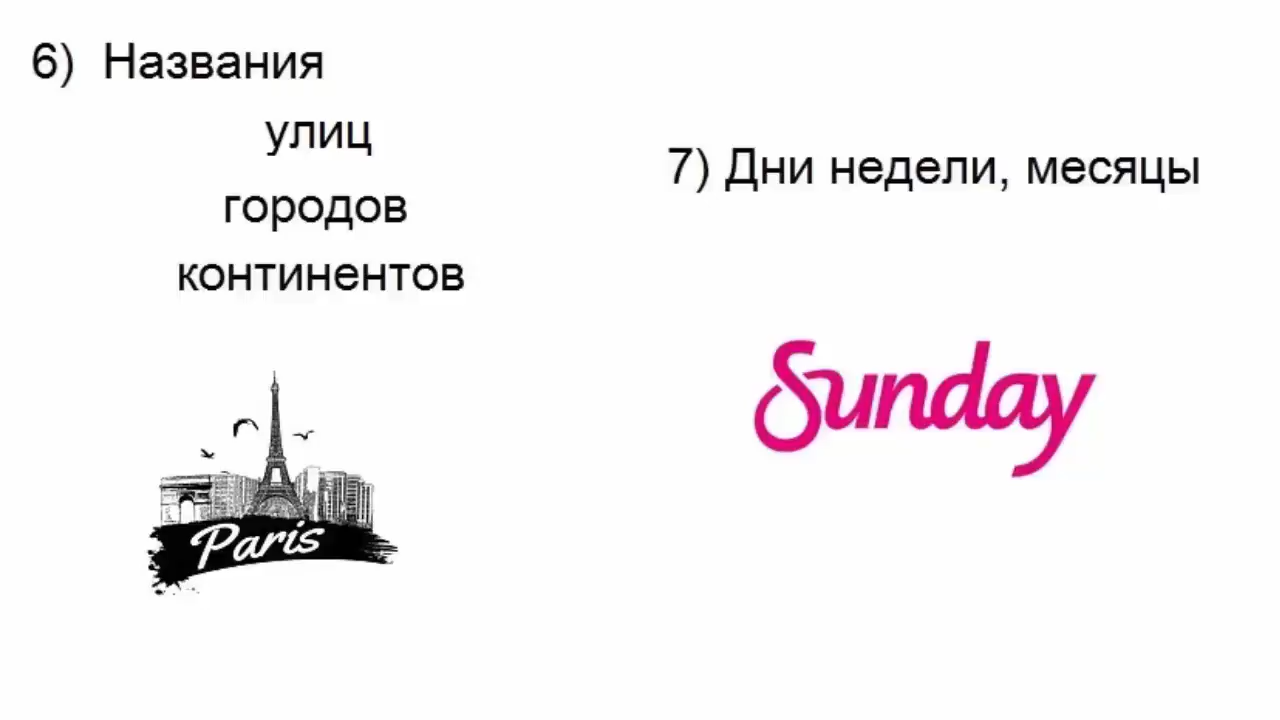 6) Названия
улиц
городов
континентов
Paris
7) Дни недели, месяцы
Sunday